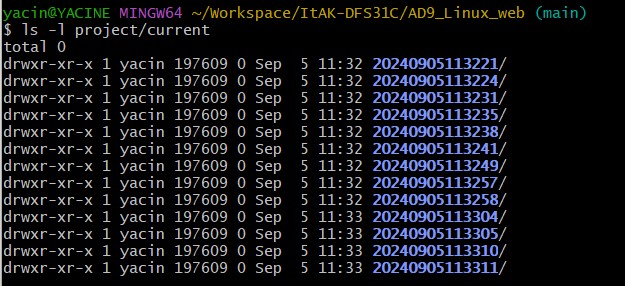 yacin@YACINE MINGW64 ~/Workspace/ItAK-DFS31C/AD9_Linux_web (main)
$ ls -l project/current
total 0
drwxr-xr-x 1 yacin 197609 0 Sep  5 11:32 20240905113221/
drwxr-xr-x 1 yacin 197609 0 Sep  5 11:32 20240905113224/
drwxr-xr-x 1 yacin 197609 0 Sep  5 11:32 20240905113231/
drwxr-xr-x 1 yacin 197609 0 Sep  5 11:32 20240905113235/
drwxr-xr-x 1 yacin 197609 0 Sep  5 11:32 20240905113238/
drwxr-xr-x 1 yacin 197609 0 Sep  5 11:32 20240905113241/
drwxr-xr-x 1 yacin 197609 0 Sep  5 11:32 20240905113249/
drwxr-xr-x 1 yacin 197609 0 Sep  5 11:32 20240905113257/
drwxr-xr-x 1 yacin 197609 0 Sep  5 11:32 20240905113258/
drwxr-xr-x 1 yacin 197609 0 Sep  5 11:33 20240905113304/
drwxr-xr-x 1 yacin 197609 0 Sep  5 11:33 20240905113305/
drwxr-xr-x 1 yacin 197609 0 Sep  5 11:33 20240905113310/
drwxr-xr-x 1 yacin 197609 0 Sep  5 11:33 20240905113311/